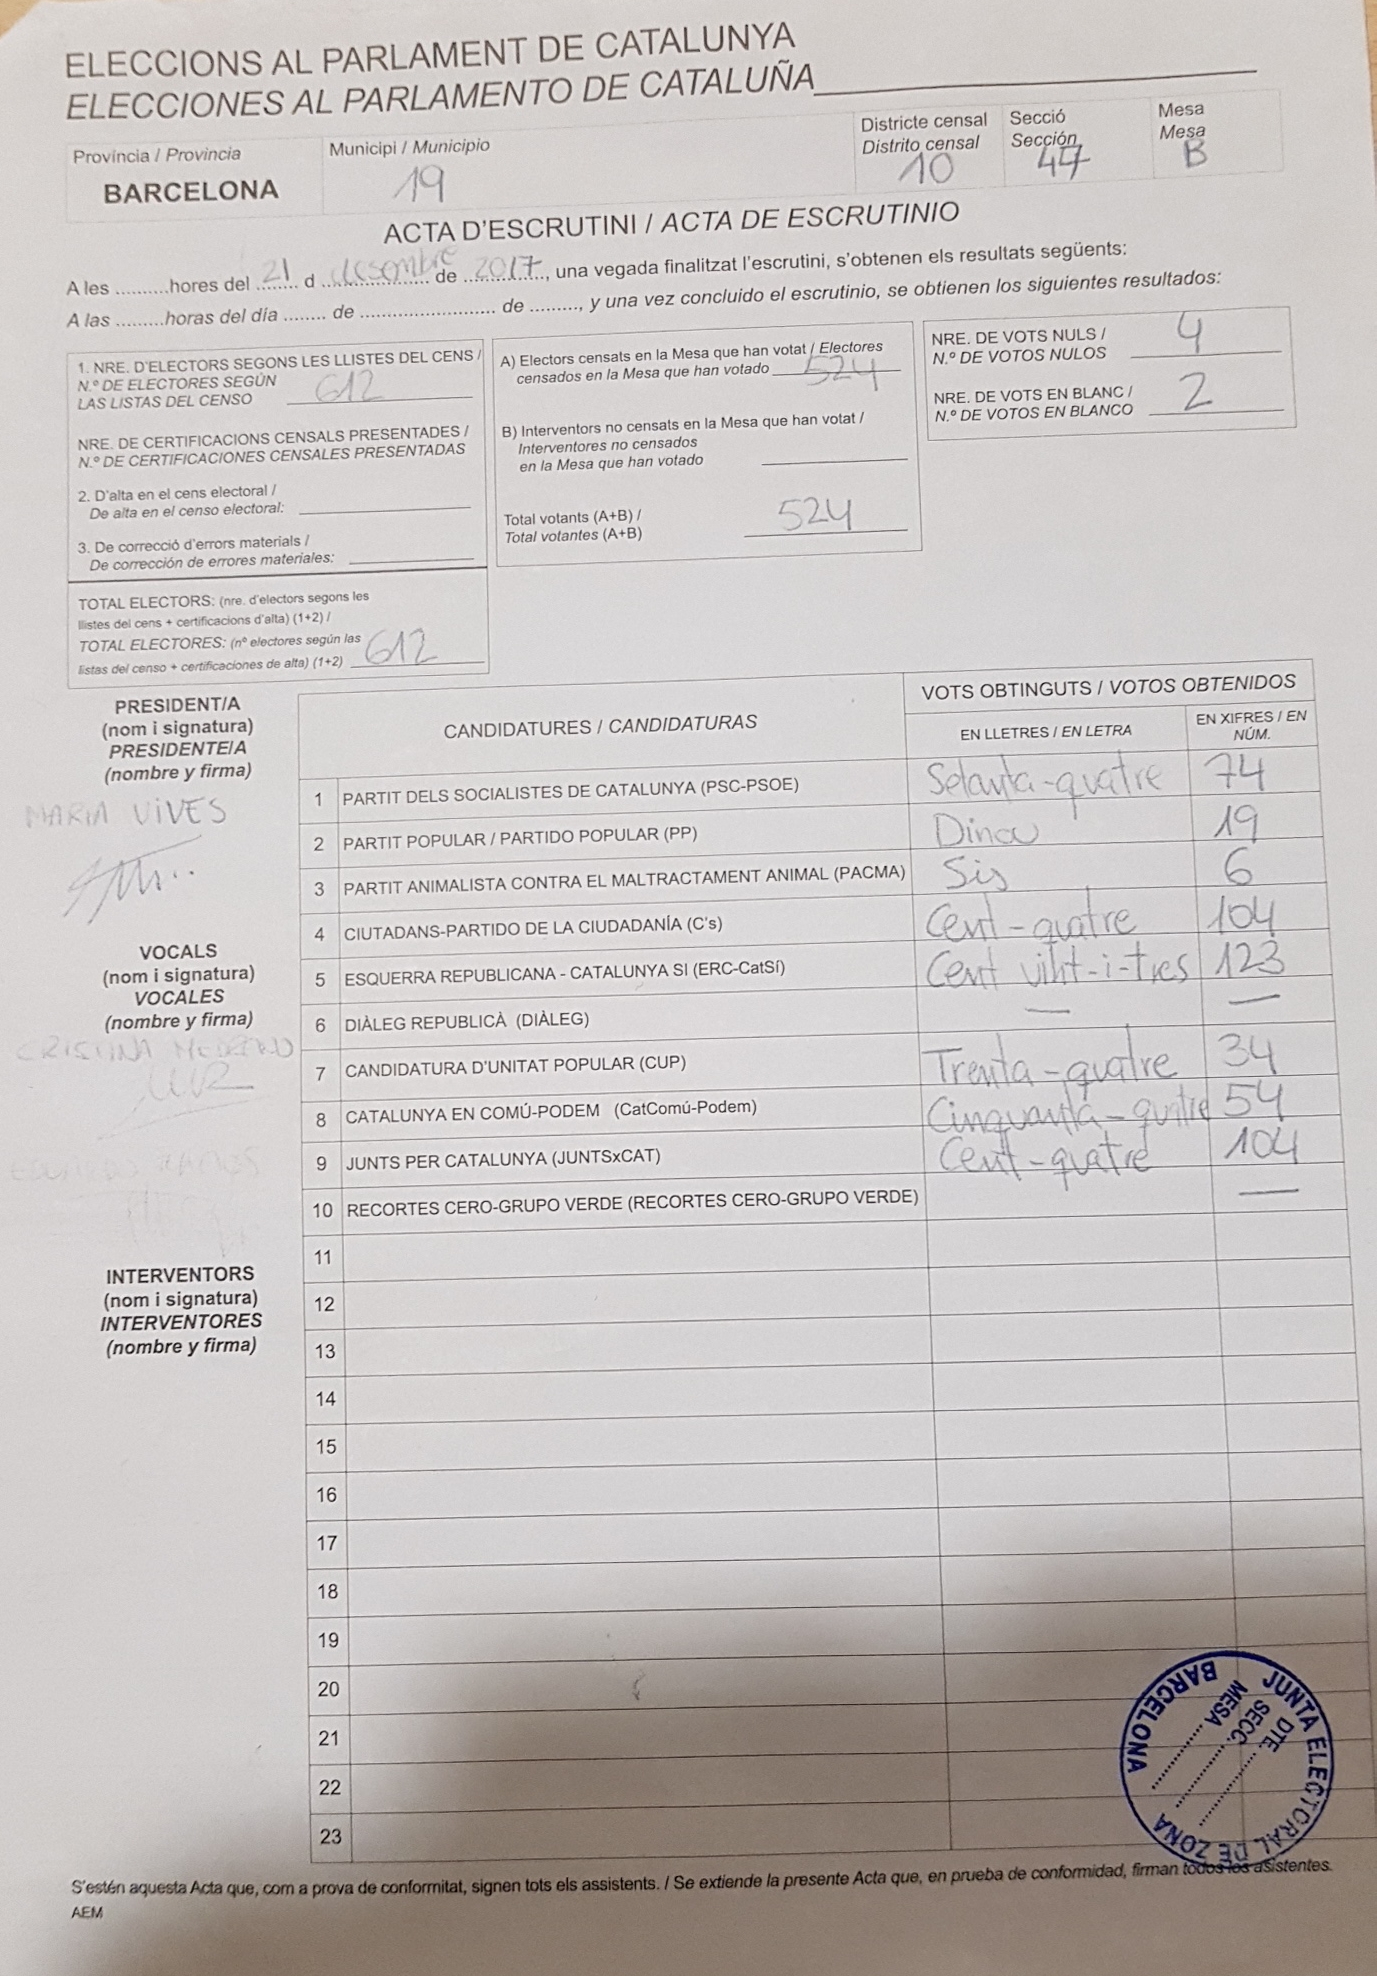 ELECCIONS AL PARLAMENT DE CATALUNYA
ELECCIONES AL PARLAMENTO DE CATALUÑA
Província / Provincia
BARCELONA
Municipi / Municipio
19
Districte censal
Distrito censal
10
Secció
Sección
47
Mesa
Mesa
B
ACTA D'ESCRUTINI / ACTA DE ESCRUTINIO
A les ..........hores del 21 d desembre de 2017, una vegada finalitzat l'escrutini, s'obtenen els resultats següents:
A las .........horas del día ........ de .......................... de ........., y una vez concluido el escrutinio, se obtienen los siguientes resultados:
1. NRE. D'ELECTORS SEGONS LES LLISTES DEL CENS /
N.º DE ELECTORES SEGÚN
LAS LISTAS DEL CENSO 612
NRE. DE CERTIFICACIONS CENSALS PRESENTADES /
N.º DE CERTIFICACIONES CENSALES PRESENTADAS
2. D'alta en el cens electoral /
De alta en el censo electoral:
3. De correcció d'errors materials /
De corrección de errores materiales:
TOTAL ELECTORS: (nre. d'electors segons les
llistes del cens + certificacions d'alta) (1+2) /
TOTAL ELECTORES: (nº electores según las
listas del censo + certificaciones de alta) (1+2) 612
A) Electors censats en la Mesa que han votat / Electores
censados en la Mesa que han votado 524
B) Interventors no censats en la Mesa que han votat /
Interventores no censados
en la Mesa que han votado
Total votants (A+B) /
Total votantes (A+B) 524
NRE. DE VOTS NULS /
N.º DE VOTOS NULOS 4
NRE. DE VOTS EN BLANC /
N.º DE VOTOS EN BLANCO 2
PRESIDENT/A
(nom i signatura)
PRESIDENTE/A
(nombre y firma)
MARIA VIVES
VOCALS
(nom i signatura)
VOCALES
(nombre y firma)
CRISTINA MEDRANO
INTERVENTORS
(nom i signatura)
INTERVENTORES
(nombre y firma)
CANDIDATURES / CANDIDATURAS
VOTS OBTINGUTS / VOTOS OBTENIDOS
EN LLETRES / EN LETRA
EN XIFRES / EN NÚM.
1 PARTIT DELS SOCIALISTES DE CATALUNYA (PSC-PSOE) Setanta-quatre 74
2 PARTIT POPULAR / PARTIDO POPULAR (PP) Dinou 19
3 PARTIT ANIMALISTA CONTRA EL MALTRACTAMENT ANIMAL (PACMA) Sis 6
4 CIUTADANS-PARTIDO DE LA CIUDADANÍA (C's) Cent-quatre 104
5 ESQUERRA REPUBLICANA - CATALUNYA SI (ERC-CatSí) Cent vint-i-tres 123
6 DIÀLEG REPUBLICÀ (DIÀLEG) — —
7 CANDIDATURA D'UNITAT POPULAR (CUP) Trenta-quatre 34
8 CATALUNYA EN COMÚ-PODEM (CatComú-Podem) Cinquanta-quatre 54
9 JUNTS PER CATALUNYA (JUNTSxCAT) Cent-quatre 104
10 RECORTES CERO-GRUPO VERDE (RECORTES CERO-GRUPO VERDE) —
11
12
13
14
15
16
17
18
19
20
21
22
23
JUNTA ELECTORAL DE ZONA
BARCELONA
DTE.
SECC.
MESA
S'estén aquesta Acta que, com a prova de conformitat, signen tots els assistents. / Se extiende la presente Acta que, en prueba de conformidad, firman todos los asistentes.
AEM